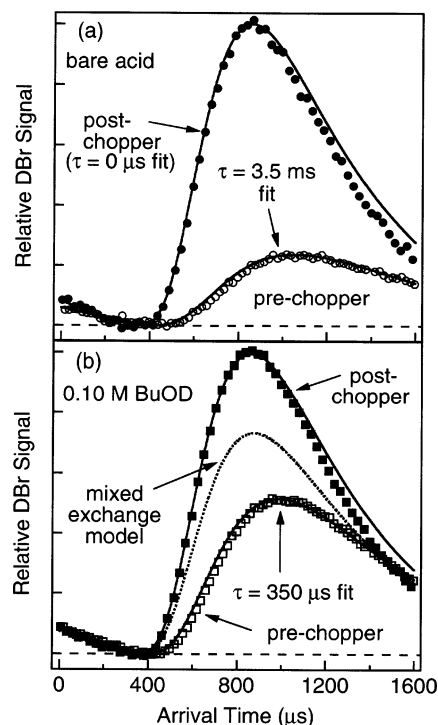 (a)
bare acid
post-
chopper
(τ = 0 μs fit)
τ = 3.5 ms
fit
pre-chopper
Relative DBr Signal
(b)
0.10 M BuOD
post-
chopper
mixed
exchange
model
τ = 350 μs fit
pre-chopper
Relative DBr Signal
0 400 800 1200 1600
Arrival Time (μs)